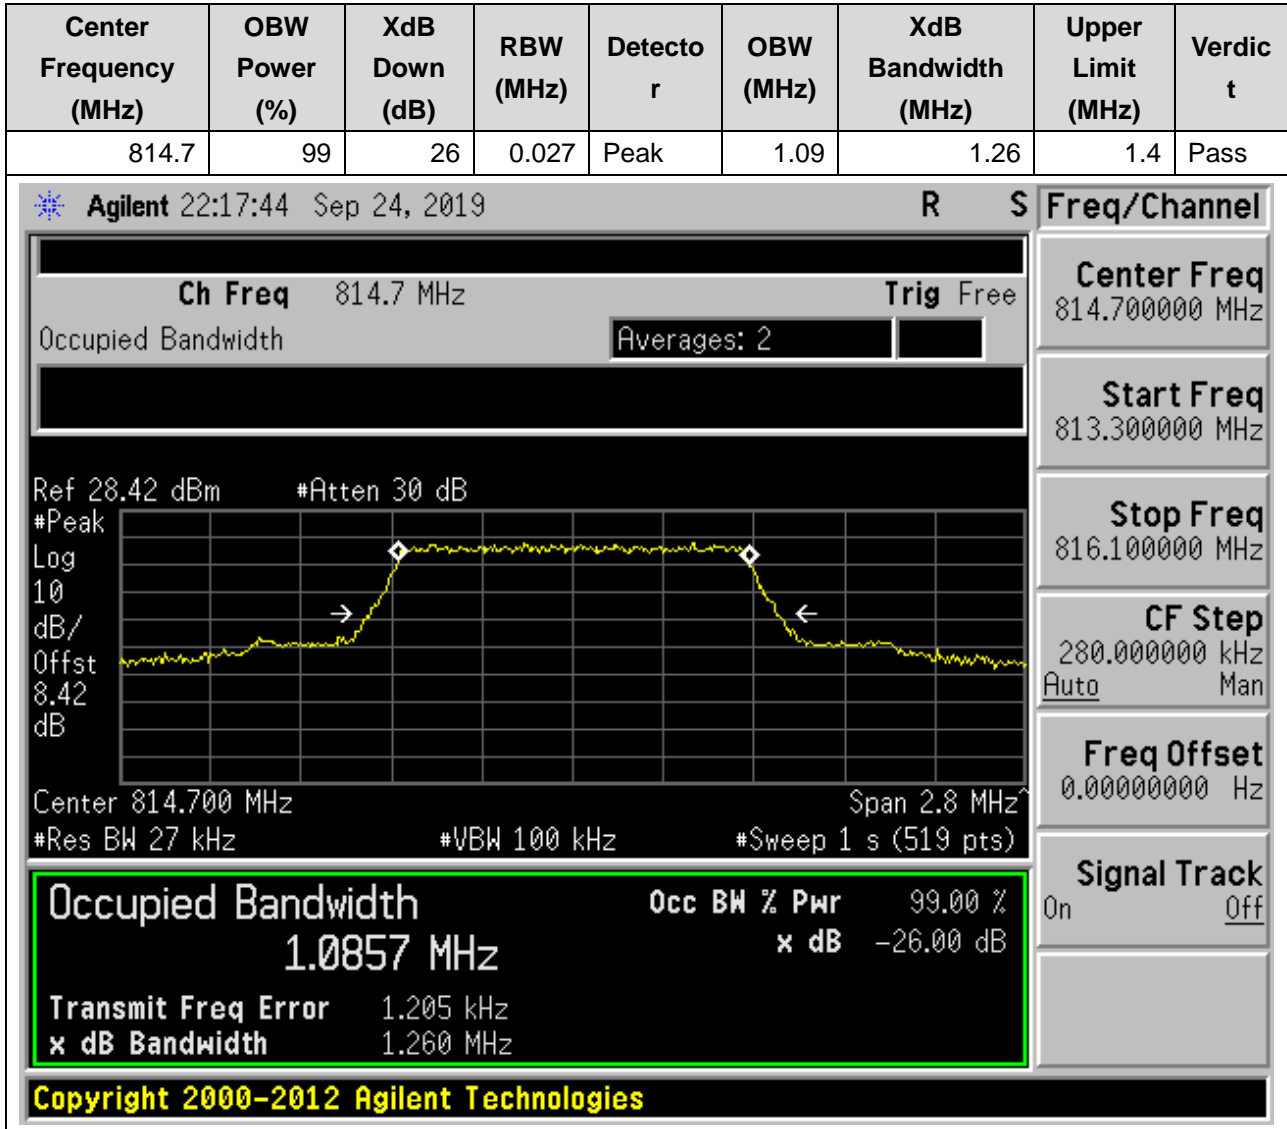 Center Frequency (MHz) OBW Power (%) XdB Down (dB) RBW (MHz) Detector OBW (MHz) XdB Bandwidth (MHz) Upper Limit (MHz) Verdict
814.7 99 26 0.027 Peak 1.09 1.26 1.4 Pass
Agilent 22:17:44 Sep 24, 2019 R S
Freq/Channel
Ch Freq 814.7 MHz Trig Free
Occupied Bandwidth Averages: 2
Center Freq
814.700000 MHz
Start Freq
813.300000 MHz
Stop Freq
816.100000 MHz
CF Step
280.000000 kHz
Auto Man
Freq Offset
0.00000000 Hz
Signal Track
On Off
Ref 28.42 dBm #Atten 30 dB
#Peak
Log
10
dB/
Offst
8.42
dB
Center 814.700 MHz Span 2.8 MHz^
#Res BW 27 kHz #VBW 100 kHz #Sweep 1 s (519 pts)
Occupied Bandwidth Occ BW % Pwr 99.00 %
1.0857 MHz x dB -26.00 dB
Transmit Freq Error 1.205 kHz
x dB Bandwidth 1.260 MHz
Copyright 2000-2012 Agilent Technologies